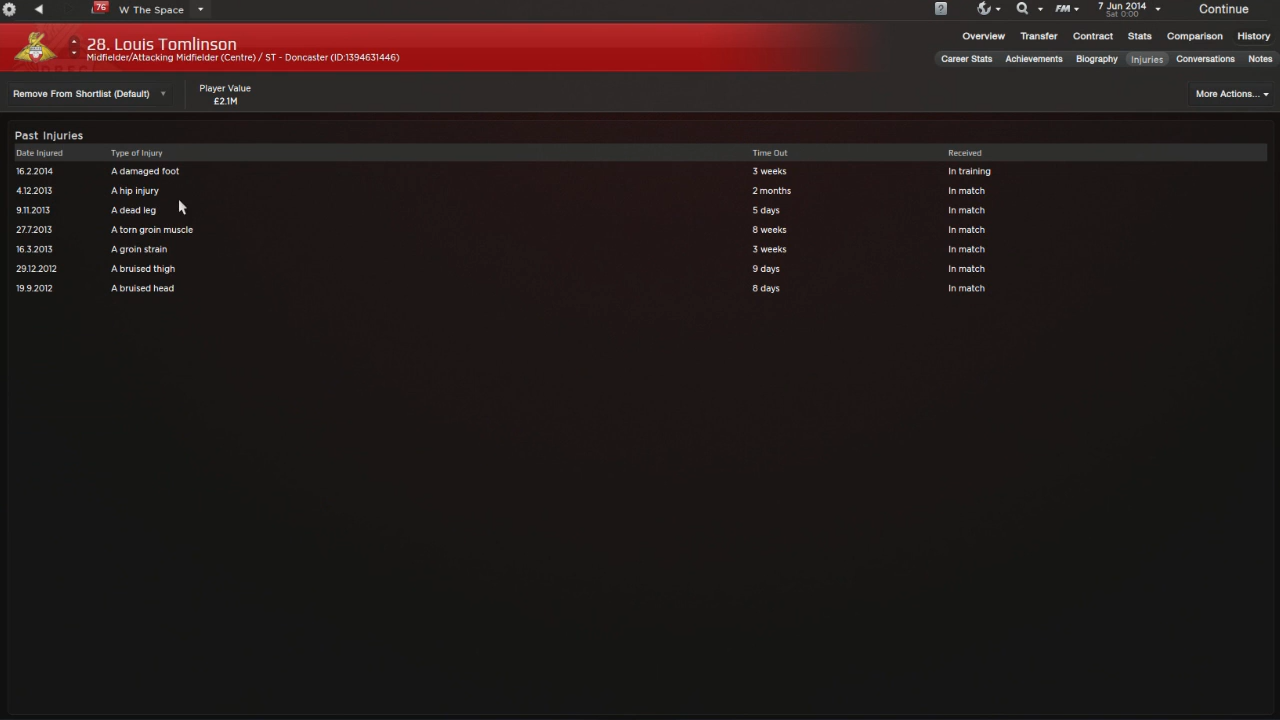 76 W The Space ? FM 7 Jun 2014 Continue
Sat 0:00
28. Louis Tomlinson Overview Transfer Contract Stats Comparison History
Midfielder/Attacking Midfielder (Centre) / ST - Doncaster (ID:1394631446) Career Stats Achievements Biography Injuries Conversations Notes
Remove From Shortlist (Default) Player Value More Actions...
£2.1M
Past Injuries
Date Injured Type of Injury Time Out Received
16.2.2014 A damaged foot 3 weeks In training
4.12.2013 A hip injury 2 months In match
9.11.2013 A dead leg 5 days In match
27.7.2013 A torn groin muscle 8 weeks In match
16.3.2013 A groin strain 3 weeks In match
29.12.2012 A bruised thigh 9 days In match
19.9.2012 A bruised head 8 days In match